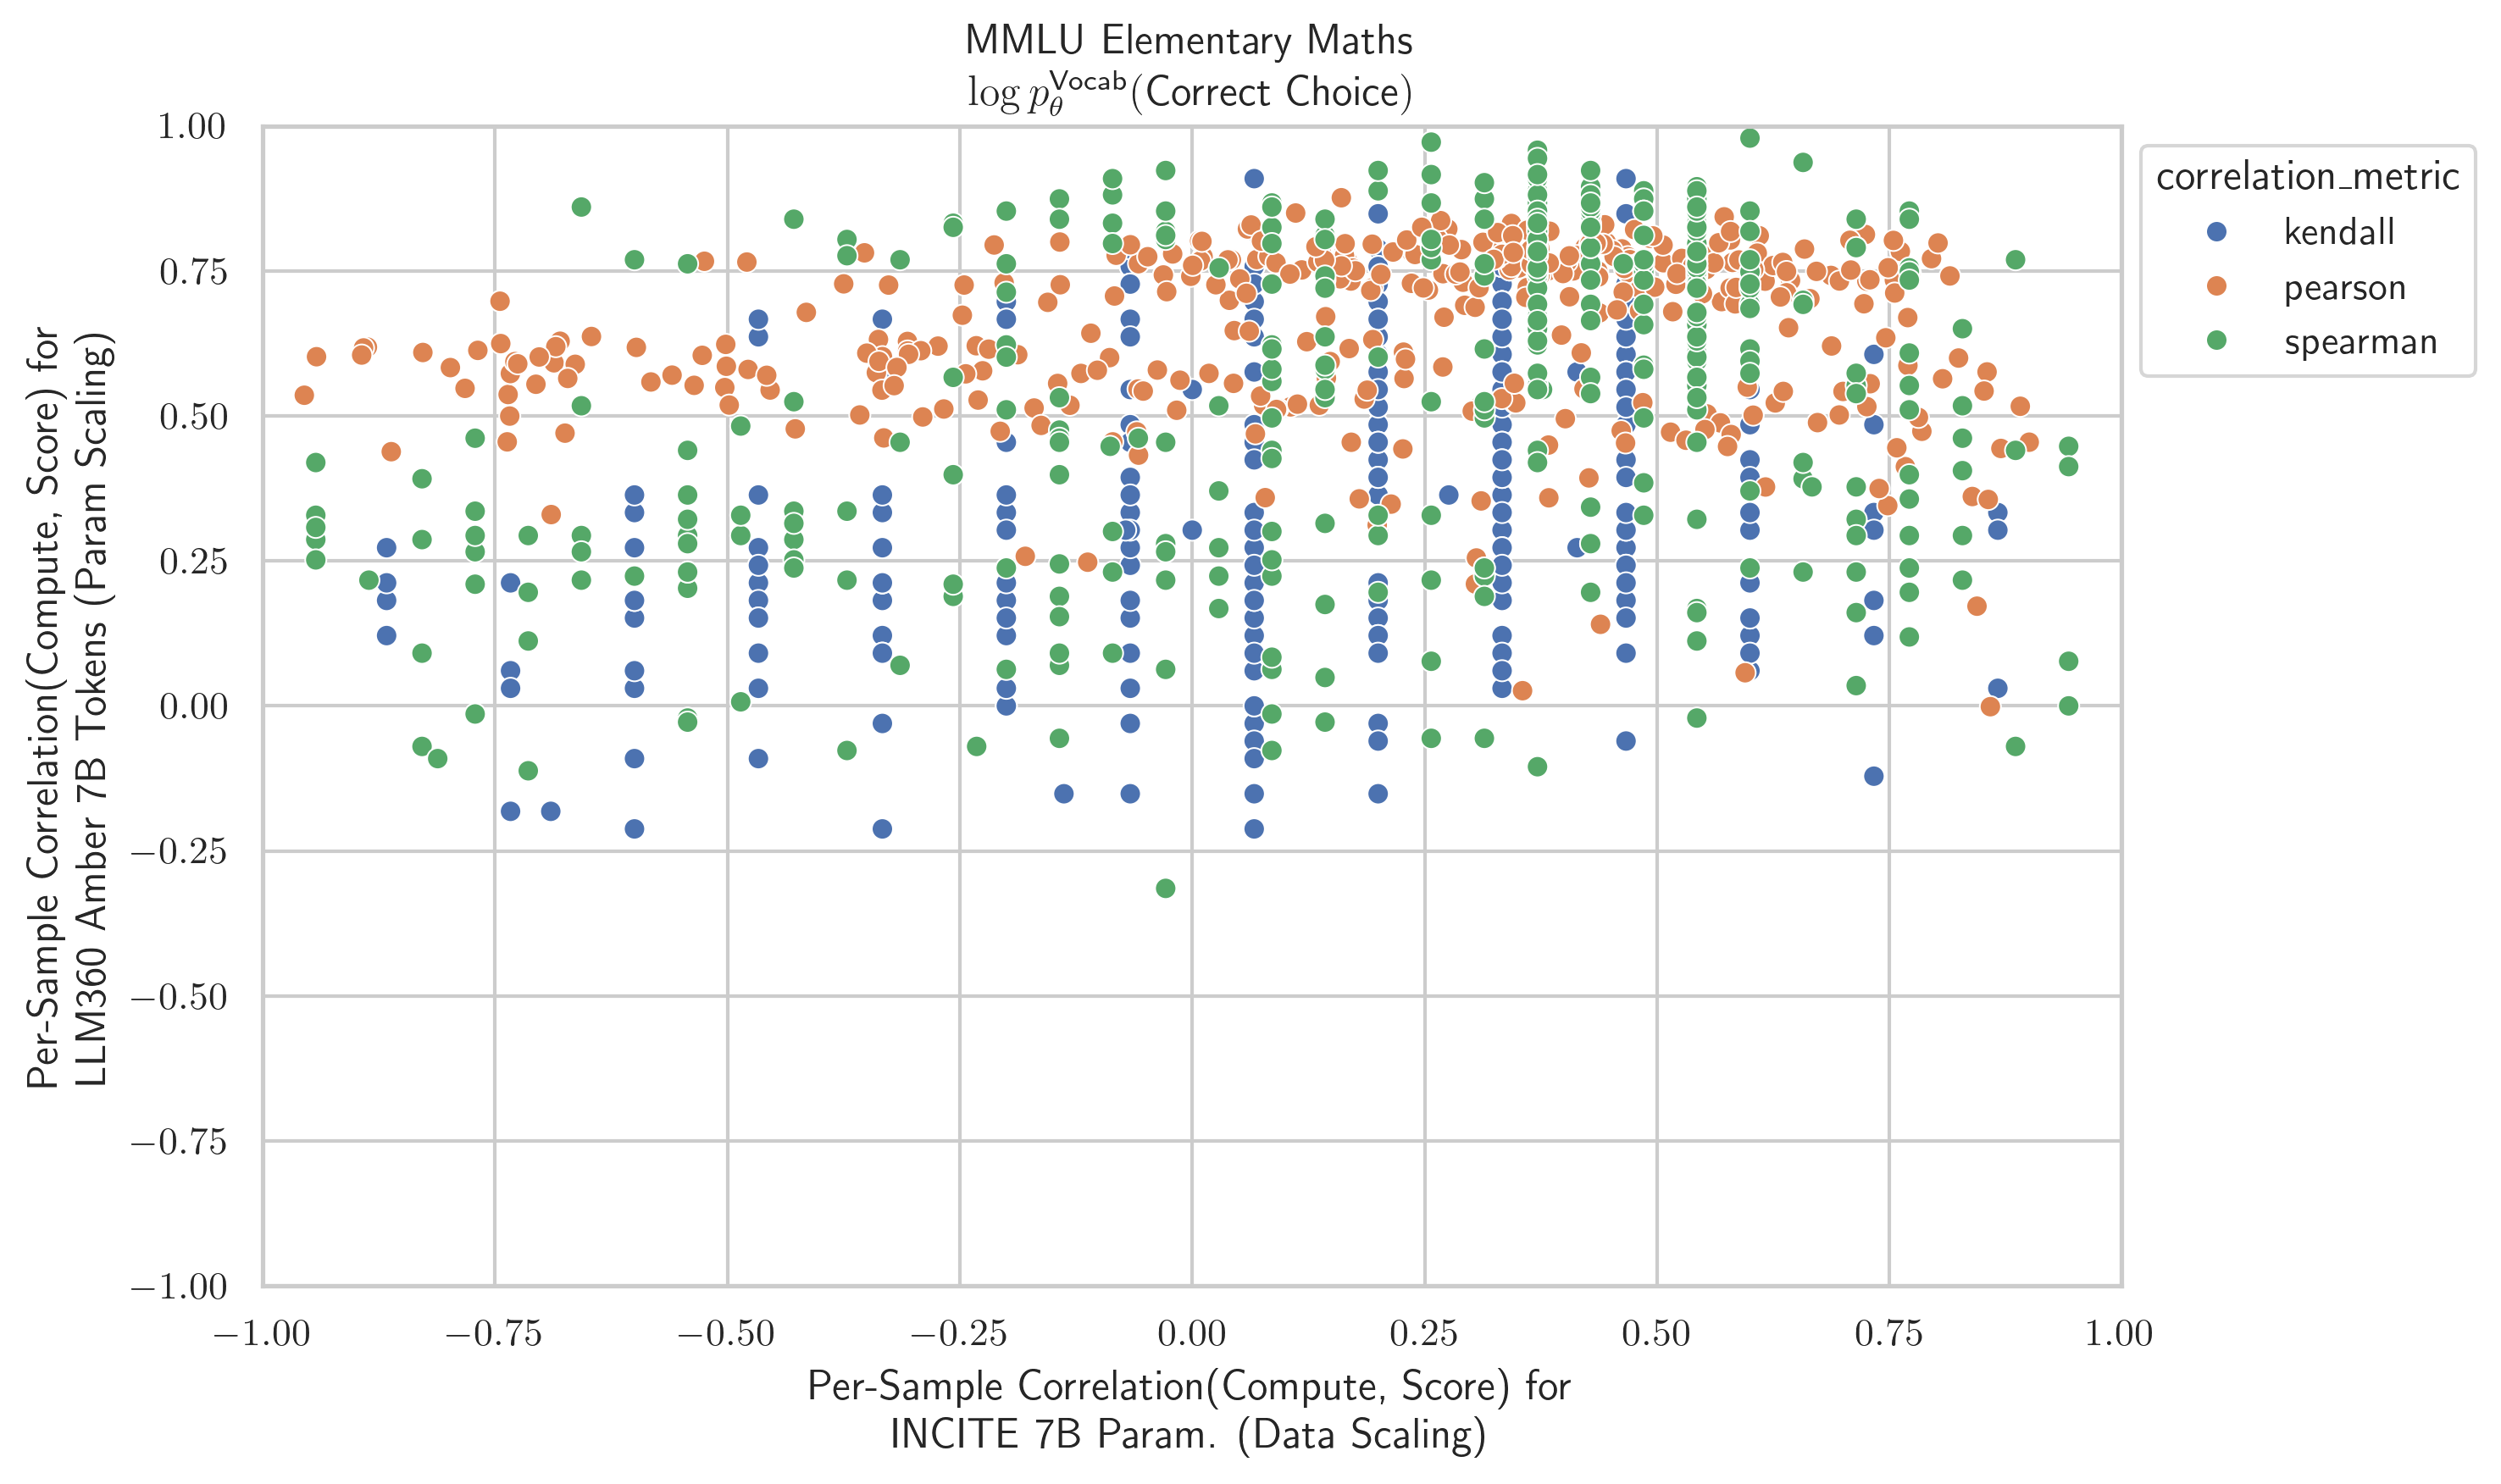 MMLU Elementary Maths
log p_θ^Vocab(Correct Choice)
Per-Sample Correlation(Compute, Score) for
LLM360 Amber 7B Tokens (Param Scaling)
1.00
0.75
0.50
0.25
0.00
−0.25
−0.50
−0.75
−1.00
−1.00 −0.75 −0.50 −0.25 0.00 0.25 0.50 0.75 1.00
Per-Sample Correlation(Compute, Score) for
INCITE 7B Param. (Data Scaling)
correlation_metric
kendall
pearson
spearman